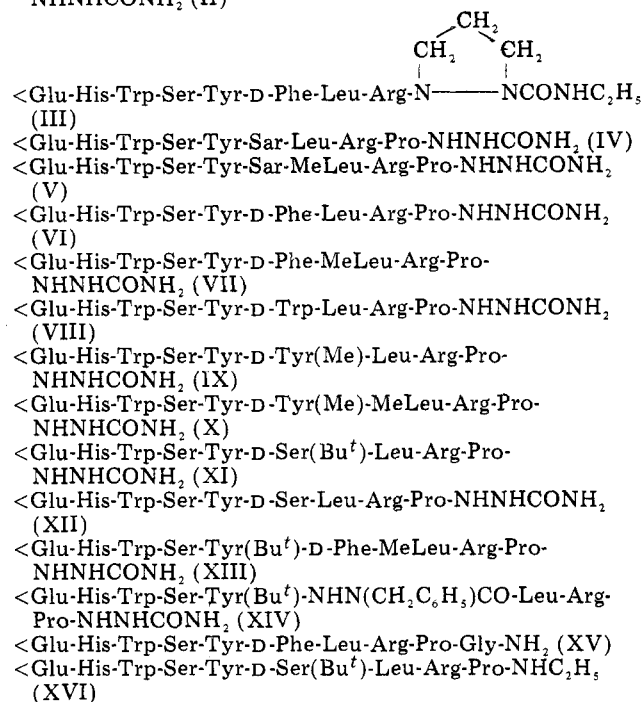 NHNHCONH₂ (II)
CH₂
CH₂ CH₂
<Glu-His-Trp-Ser-Tyr-D-Phe-Leu-Arg-N——NCONHC₂H₅
(III)
<Glu-His-Trp-Ser-Tyr-Sar-Leu-Arg-Pro-NHNHCONH₂ (IV)
<Glu-His-Trp-Ser-Tyr-Sar-MeLeu-Arg-Pro-NHNHCONH₂
(V)
<Glu-His-Trp-Ser-Tyr-D-Phe-Leu-Arg-Pro-NHNHCONH₂
(VI)
<Glu-His-Trp-Ser-Tyr-D-Phe-MeLeu-Arg-Pro-
NHNHCONH₂ (VII)
<Glu-His-Trp-Ser-Tyr-D-Trp-Leu-Arg-Pro-NHNHCONH₂
(VIII)
<Glu-His-Trp-Ser-Tyr-D-Tyr(Me)-Leu-Arg-Pro-
NHNHCONH₂ (IX)
<Glu-His-Trp-Ser-Tyr-D-Tyr(Me)-MeLeu-Arg-Pro-
NHNHCONH₂ (X)
<Glu-His-Trp-Ser-Tyr-D-Ser(Buᵗ)-Leu-Arg-Pro-
NHNHCONH₂ (XI)
<Glu-His-Trp-Ser-Tyr-D-Ser-Leu-Arg-Pro-NHNHCONH₂
(XII)
<Glu-His-Trp-Ser-Tyr(Buᵗ)-D-Phe-MeLeu-Arg-Pro-
NHNHCONH₂ (XIII)
<Glu-His-Trp-Ser-Tyr(Buᵗ)-NHN(CH₂C₆H₅)CO-Leu-Arg-
Pro-NHNHCONH₂ (XIV)
<Glu-His-Trp-Ser-Tyr-D-Phe-Leu-Arg-Pro-Gly-NH₂ (XV)
<Glu-His-Trp-Ser-Tyr-D-Ser(Buᵗ)-Leu-Arg-Pro-NHC₂H₅
(XVI)